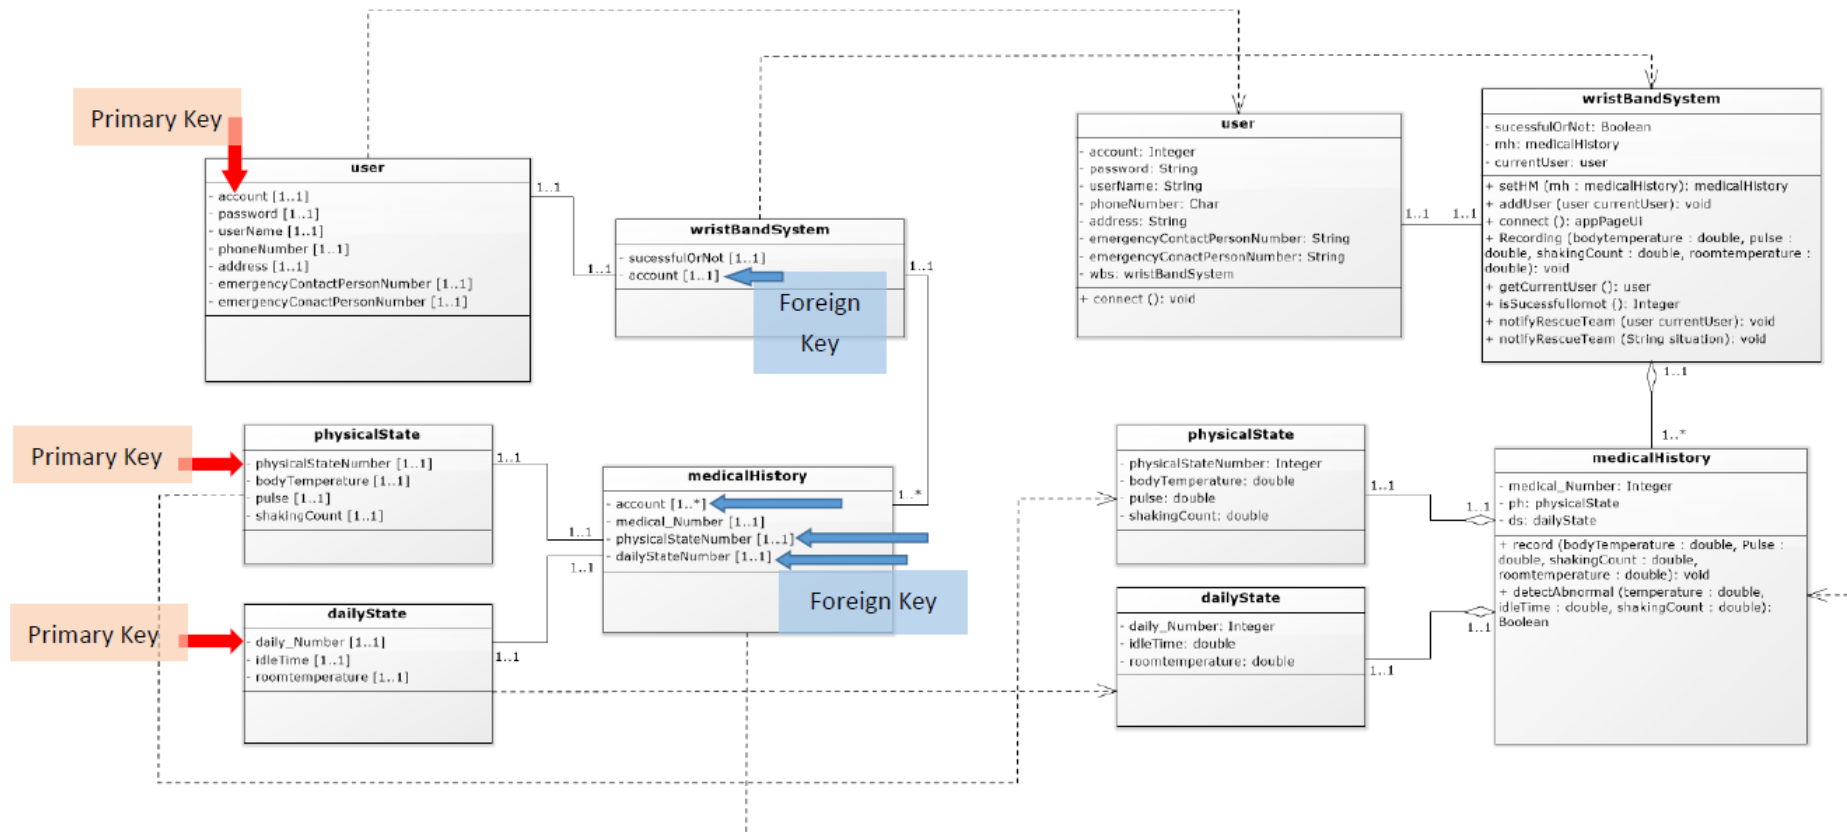 Primary Key
user
- account [1..1]
- password [1..1]
- userName [1..1]
- phoneNumber [1..1]
- address [1..1]
- emergencyContactPersonNumber [1..1]
- emergencyConactPersonNumber [1..1]
1..1
1..1
wristBandSystem
- sucessfulOrNot [1..1]
- account [1..1]
Foreign
Key
1..1
1..*
Primary Key
physicalState
- physicalStateNumber [1..1]
- bodyTemperature [1..1]
- pulse [1..1]
- shakingCount [1..1]
1..1
1..1
medicalHistory
- account [1..*]
- medical_Number [1..1]
- physicalStateNumber [1..1]
- dailyStateNumber [1..1]
Foreign Key
1..1
1..1
Primary Key
dailyState
- daily_Number [1..1]
- idleTime [1..1]
- roomtemperature [1..1]
user
- account: Integer
- password: String
- userName: String
- phoneNumber: Char
- address: String
- emergencyContactPersonNumber: String
- emergencyConactPersonNumber: String
- wbs: wristBandSystem
+ connect (): void
1..1
1..1
wristBandSystem
- sucessfulOrNot: Boolean
- mh: medicalHistory
- currentUser: user
+ setHM (mh : medicalHistory): medicalHistory
+ addUser (user currentUser): void
+ connect (): appPageUI
+ Recording (bodytemperature : double, pulse :
double, shakingCount : double, roomtemperature :
double): void
+ getCurrentUser (): user
+ isSucessfullornot (): Integer
+ notifyRescueTeam (user currentUser): void
+ notifyRescueTeam (String situation): void
1..1
1..*
physicalState
- physicalStateNumber: Integer
- bodyTemperature: double
- pulse: double
- shakingCount: double
1..1
1..1
medicalHistory
- medical_Number: Integer
- ph: physicalState
- ds: dailyState
+ record (bodyTemperature : double, Pulse :
double, shakingCount : double,
roomtemperature : double): void
+ detectAbnormal (temperature : double,
idleTime : double, shakingCount : double):
Boolean
dailyState
- daily_Number: Integer
- idleTime: double
- roomtemperature: double
1..1
1..1